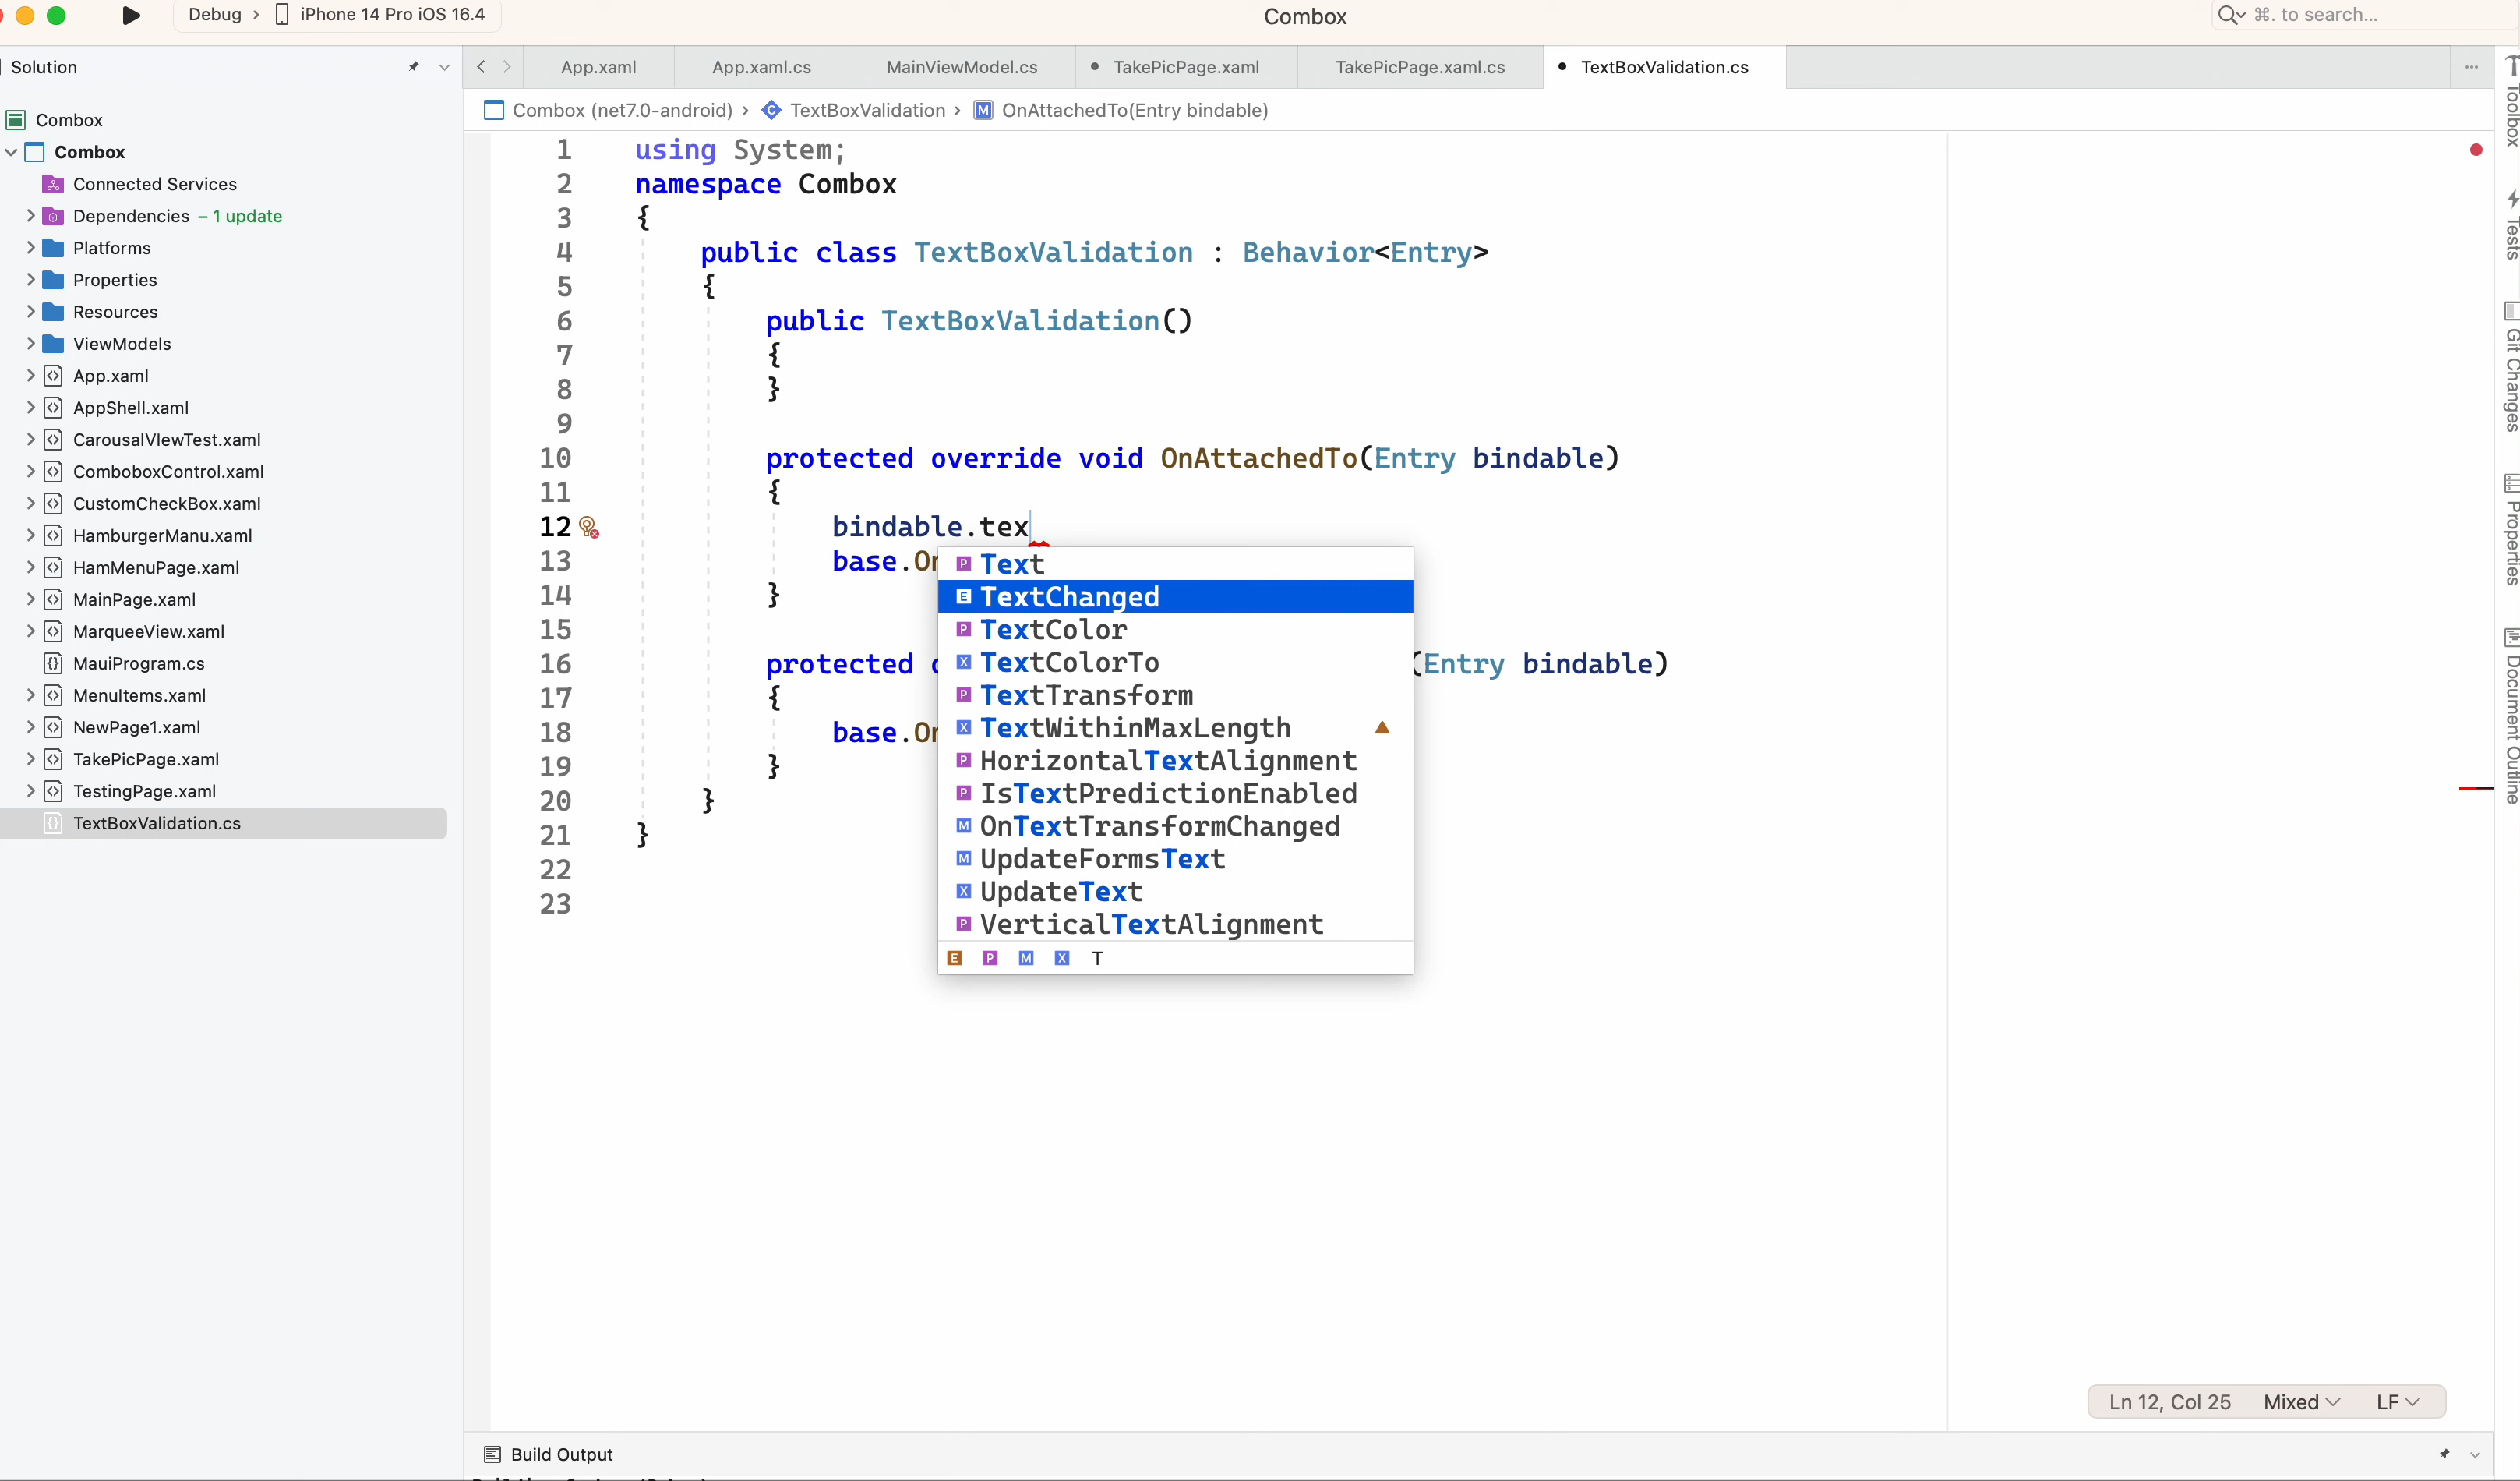 Debug › iPhone 14 Pro iOS 16.4
Combox
⌘. to search...
Solution
App.xaml
App.xaml.cs
MainViewModel.cs
TakePicPage.xaml
TakePicPage.xaml.cs
TextBoxValidation.cs
Combox (net7.0-android) › TextBoxValidation › M OnAttachedTo(Entry bindable)
Combox
Combox
Connected Services
Dependencies – 1 update
Platforms
Properties
Resources
ViewModels
App.xaml
AppShell.xaml
CarousalVIewTest.xaml
ComboboxControl.xaml
CustomCheckBox.xaml
HamburgerManu.xaml
HamMenuPage.xaml
MainPage.xaml
MarqueeView.xaml
MauiProgram.cs
MenuItems.xaml
NewPage1.xaml
TakePicPage.xaml
TestingPage.xaml
TextBoxValidation.cs
1 using System;
2 namespace Combox
3 {
4 public class TextBoxValidation : Behavior<Entry>
5 {
6 public TextBoxValidation()
7 {
8 }
9
10 protected override void OnAttachedTo(Entry bindable)
11 {
12 bindable.tex
13 base.On
14 }
15
16 protected o (Entry bindable)
17 {
18 base.On
19 }
20 }
21 }
22
23
P Text
E TextChanged
P TextColor
X TextColorTo
P TextTransform
X TextWithinMaxLength
P HorizontalTextAlignment
P IsTextPredictionEnabled
M OnTextTransformChanged
M UpdateFormsText
X UpdateText
P VerticalTextAlignment
E P M X T
Toolbox
Tests
Git Changes
Properties
Document Outline
Ln 12, Col 25 Mixed LF
Build Output